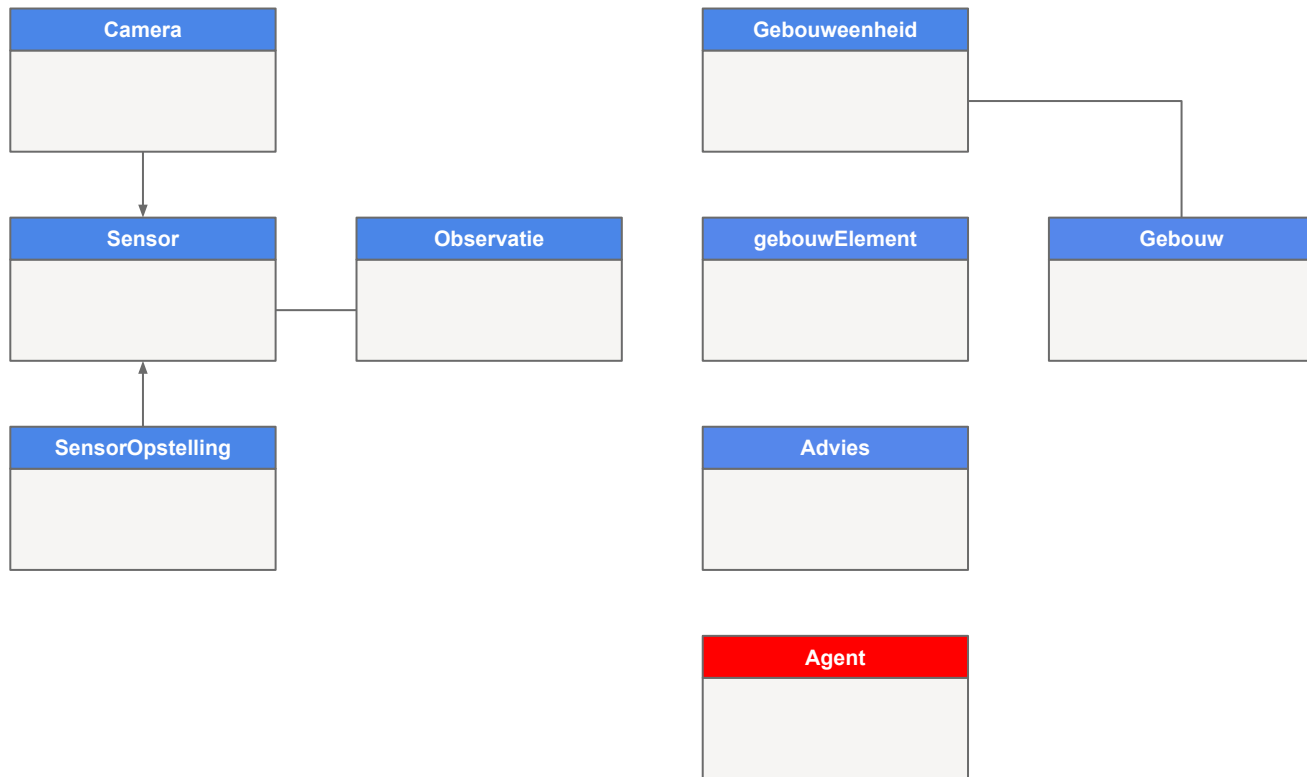 Camera
Gebouweenheid
Sensor
Observatie
gebouwElement
Gebouw
SensorOpstelling
Advies
Agent